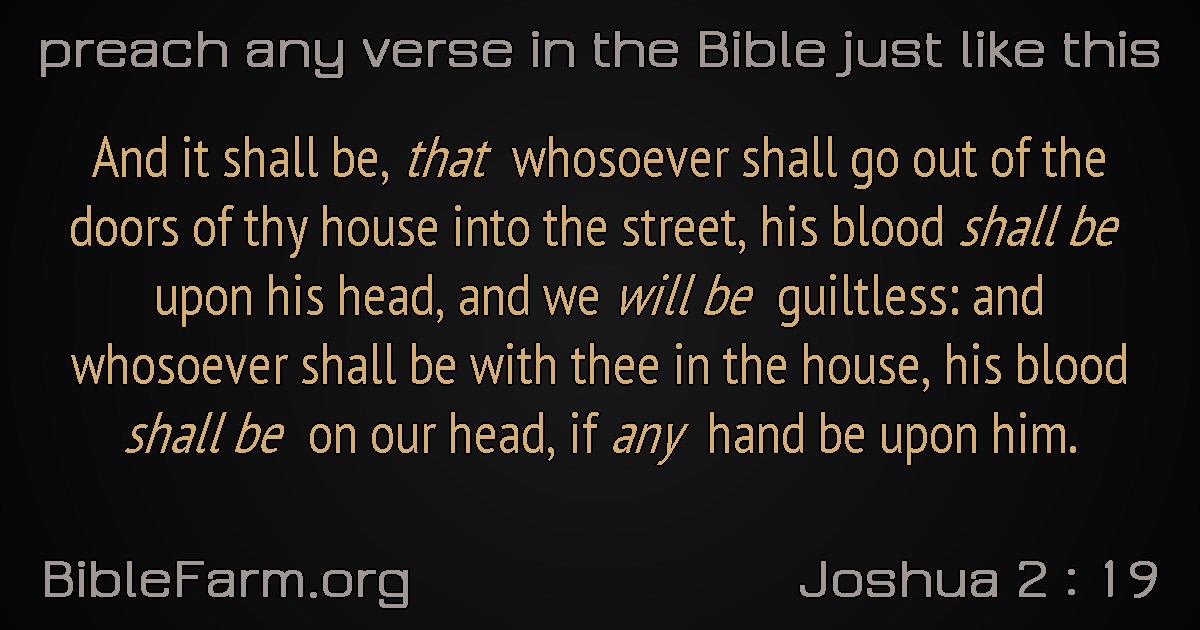 preach any verse in the Bible just like this
And it shall be, that whosoever shall go out of the
doors of thy house into the street, his blood shall be
upon his head, and we will be guiltless: and
whosoever shall be with thee in the house, his blood
shall be on our head, if any hand be upon him.
BibleFarm.org
Joshua 2 : 19